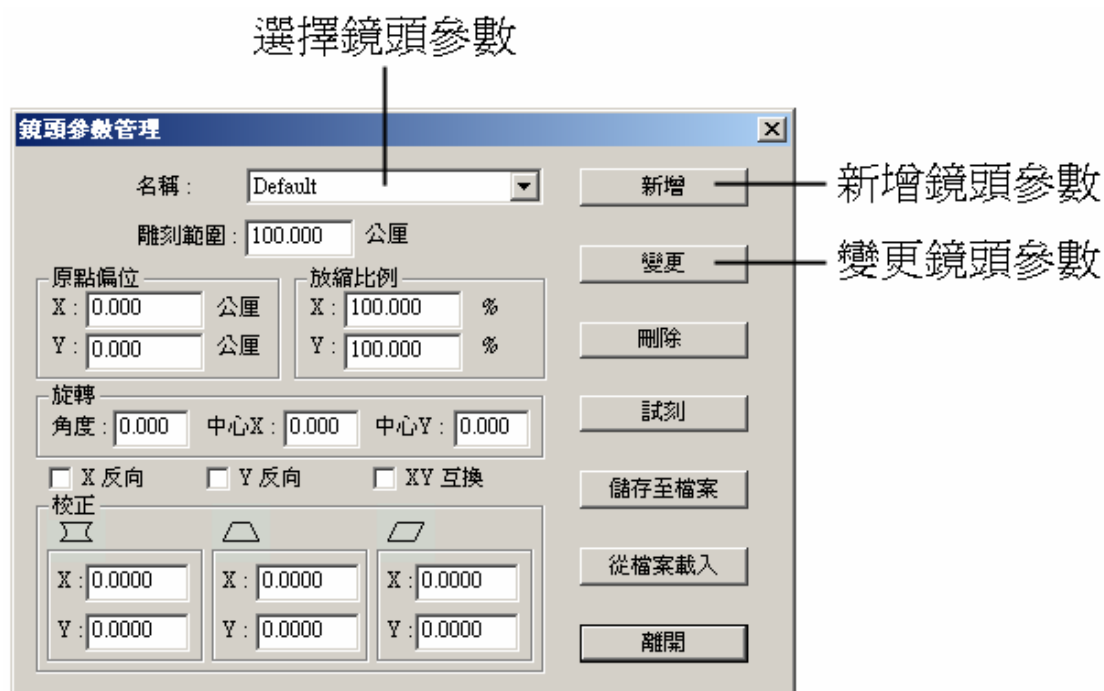 選擇鏡頭參數
鏡頭參數管理
名稱： Default 新增 新增鏡頭參數
雕刻範圍： 100.000 公厘
變更 變更鏡頭參數
原點偏位 放縮比例
X： 0.000 公厘 X： 100.000 %
Y： 0.000 公厘 Y： 100.000 % 刪除
旋轉
角度： 0.000 中心X： 0.000 中心Y： 0.000 試刻
X 反向 Y 反向 XY 互換
儲存至檔案
校正
X： 0.0000 X： 0.0000 X： 0.0000 從檔案載入
Y： 0.0000 Y： 0.0000 Y： 0.0000 離開